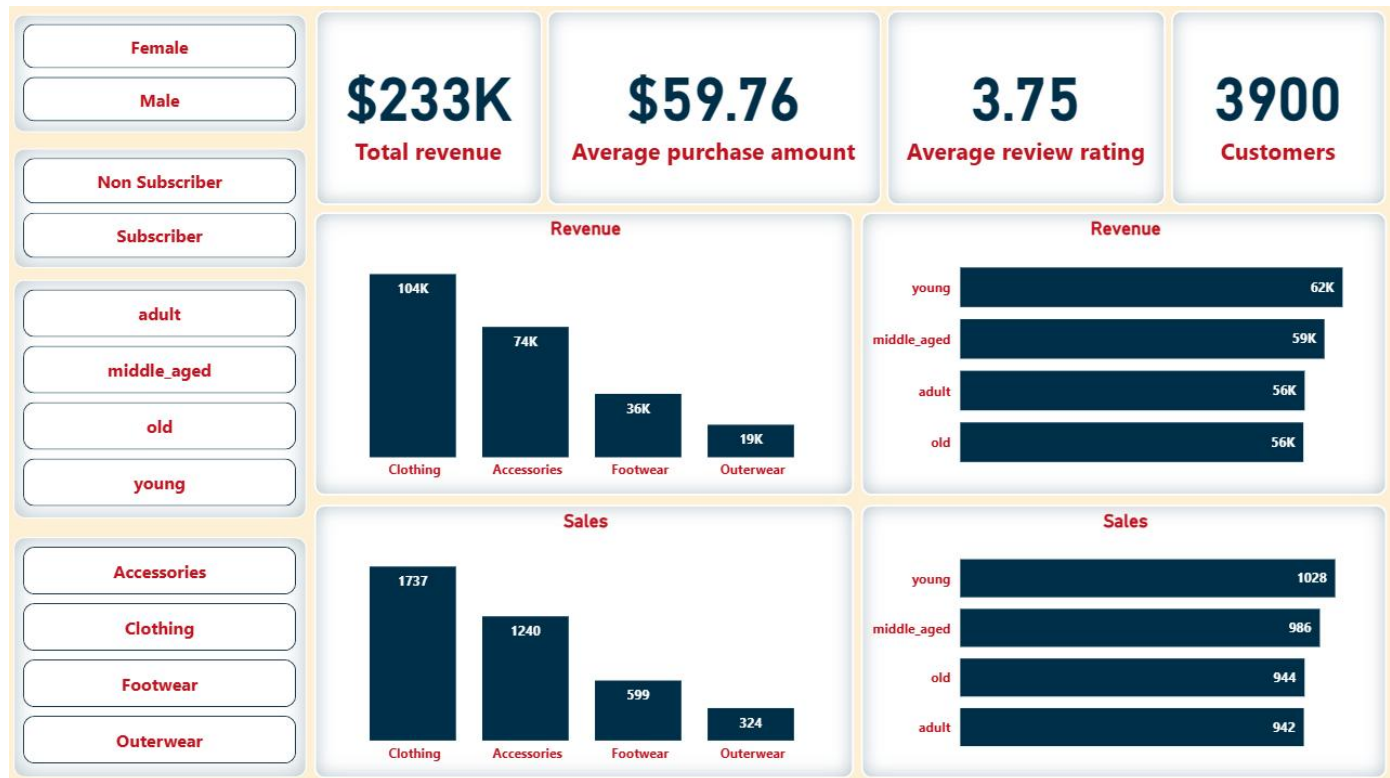 Female
Male
Non Subscriber
Subscriber
adult
middle_aged
old
young
Accessories
Clothing
Footwear
Outerwear
$233K
Total revenue
$59.76
Average purchase amount
3.75
Average review rating
3900
Customers
Revenue
104K
74K
36K
19K
Clothing Accessories Footwear Outerwear
Revenue
young 62K
middle_aged 59K
adult 56K
old 56K
Sales
1737
1240
599
324
Clothing Accessories Footwear Outerwear
Sales
young 1028
middle_aged 986
old 944
adult 942